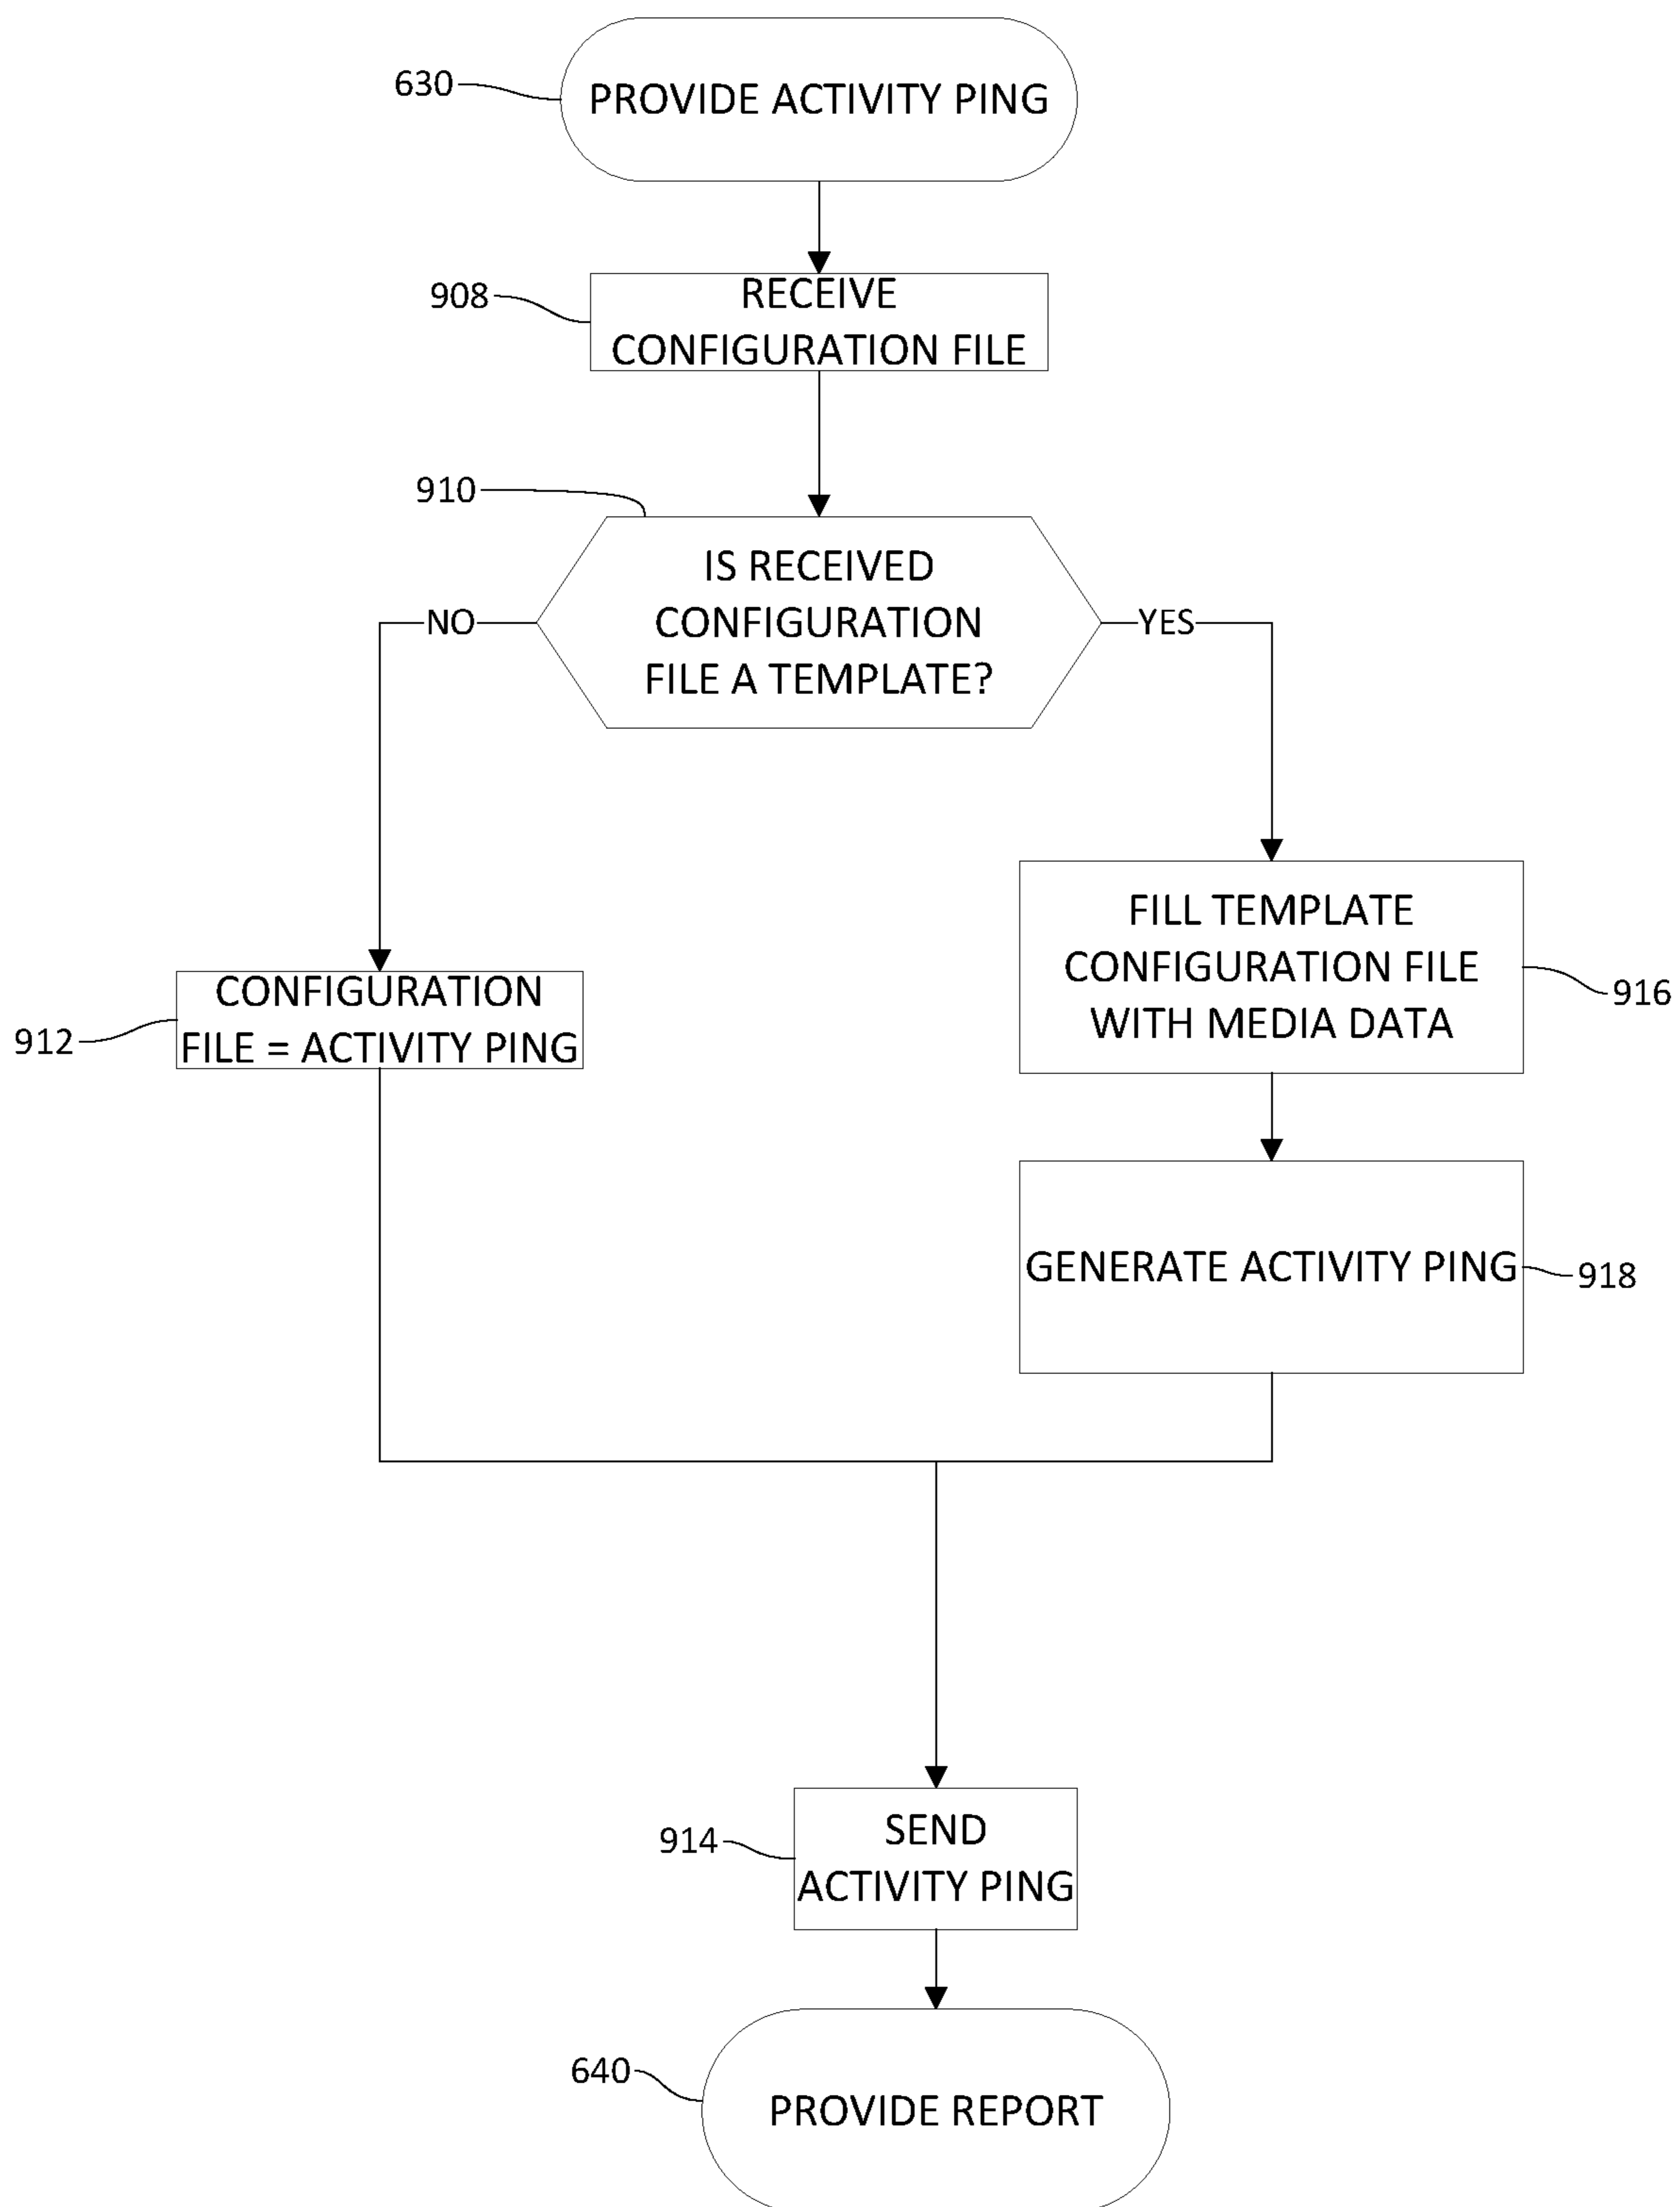 630
PROVIDE ACTIVITY PING
908
RECEIVE
CONFIGURATION FILE
910
IS RECEIVED
CONFIGURATION
FILE A TEMPLATE?
NO
YES
FILL TEMPLATE
CONFIGURATION FILE
WITH MEDIA DATA
916
912
CONFIGURATION
FILE = ACTIVITY PING
GENERATE ACTIVITY PING
918
914
SEND
ACTIVITY PING
640
PROVIDE REPORT